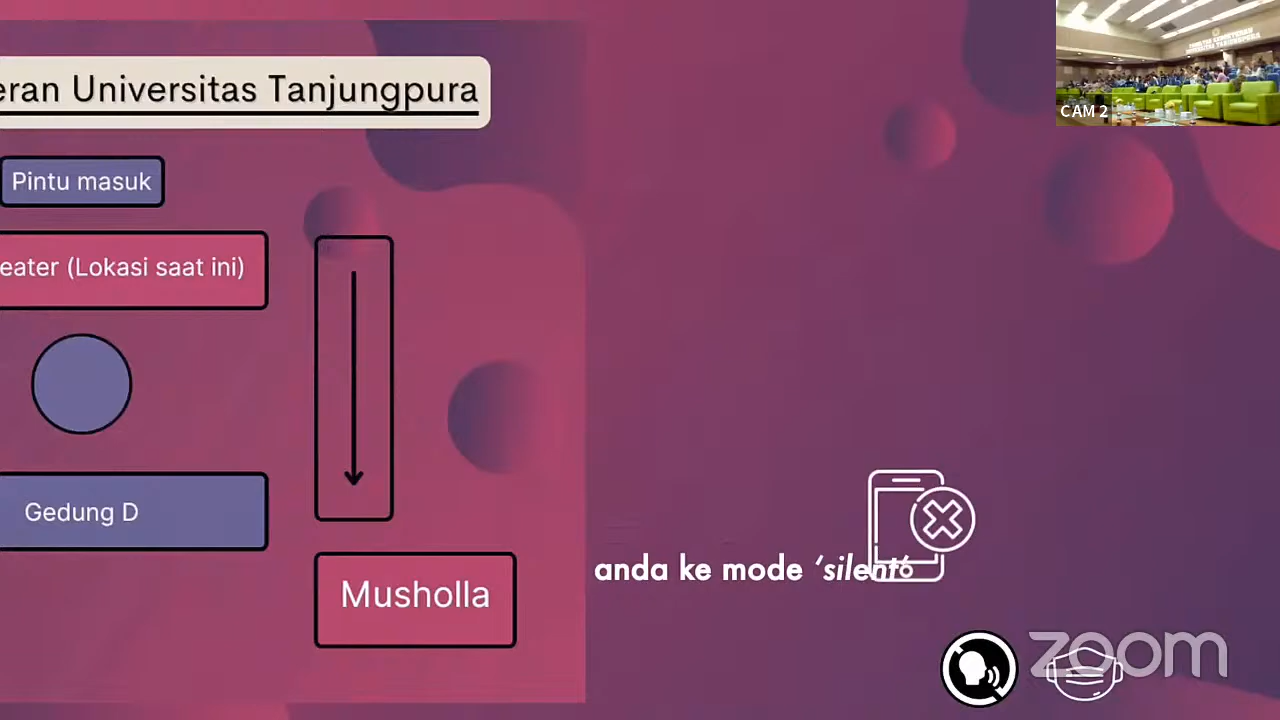 eran Universitas Tanjungpura
CAM 2
Pintu masuk
eater (Lokasi saat ini)
Gedung D
anda ke mode ‘silent‘
Musholla
zoom